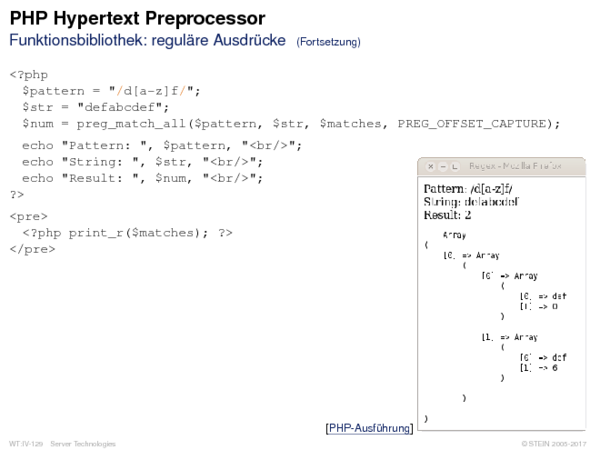 PHP Hypertext Preprocessor
Funktionsbibliothek: reguläre Ausdrücke (Fortsetzung)
<?php
$pattern = "/d[a-z]f/";
$str = "defabcdef";
$num = preg_match_all($pattern, $str, $matches, PREG_OFFSET_CAPTURE);
echo "Pattern: ", $pattern, "<br/>";
echo "String: ", $str, "<br/>";
echo "Result: ", $num, "<br/>";
?>
<pre>
<?php print_r($matches); ?>
</pre>
Regex - Mozilla Firefox
Pattern: /d[a-z]f/
String: defabcdef
Result: 2
Array
(
[0] => Array
(
[0] => Array
(
[0] => def
[1] => 0
)
[1] => Array
(
[0] => def
[1] => 6
)
)
)
[PHP-Ausführung]
WT:IV-129 Server Technologies
© STEIN 2005-2017